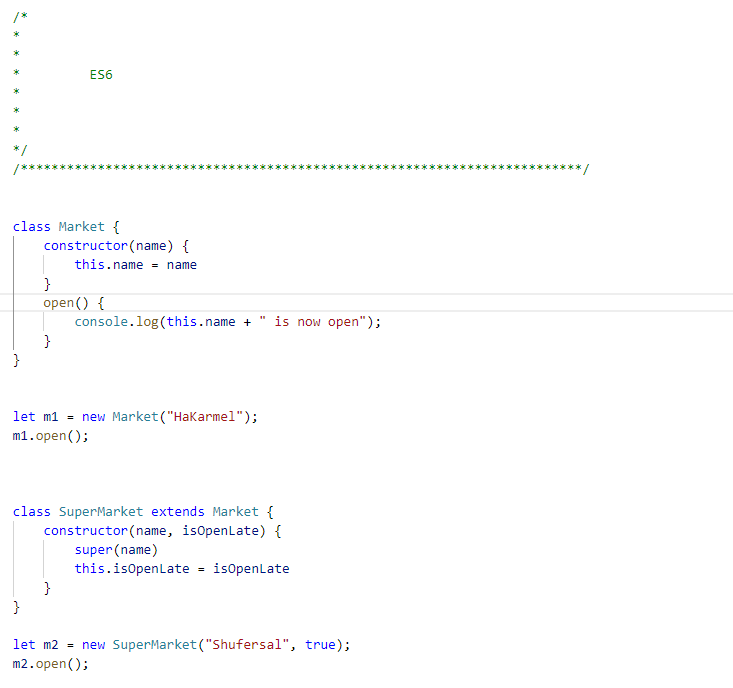 /*
*
*
*         ES6
*
*
*
*/
/*************************************************************************/
class Market {
    constructor(name) {
        this.name = name
    }
    open() {
        console.log(this.name + " is now open");
    }
}
let m1 = new Market("HaKarmel");
m1.open();
class SuperMarket extends Market {
    constructor(name, isOpenLate) {
        super(name)
        this.isOpenLate = isOpenLate
    }
}
let m2 = new SuperMarket("Shufersal", true);
m2.open();